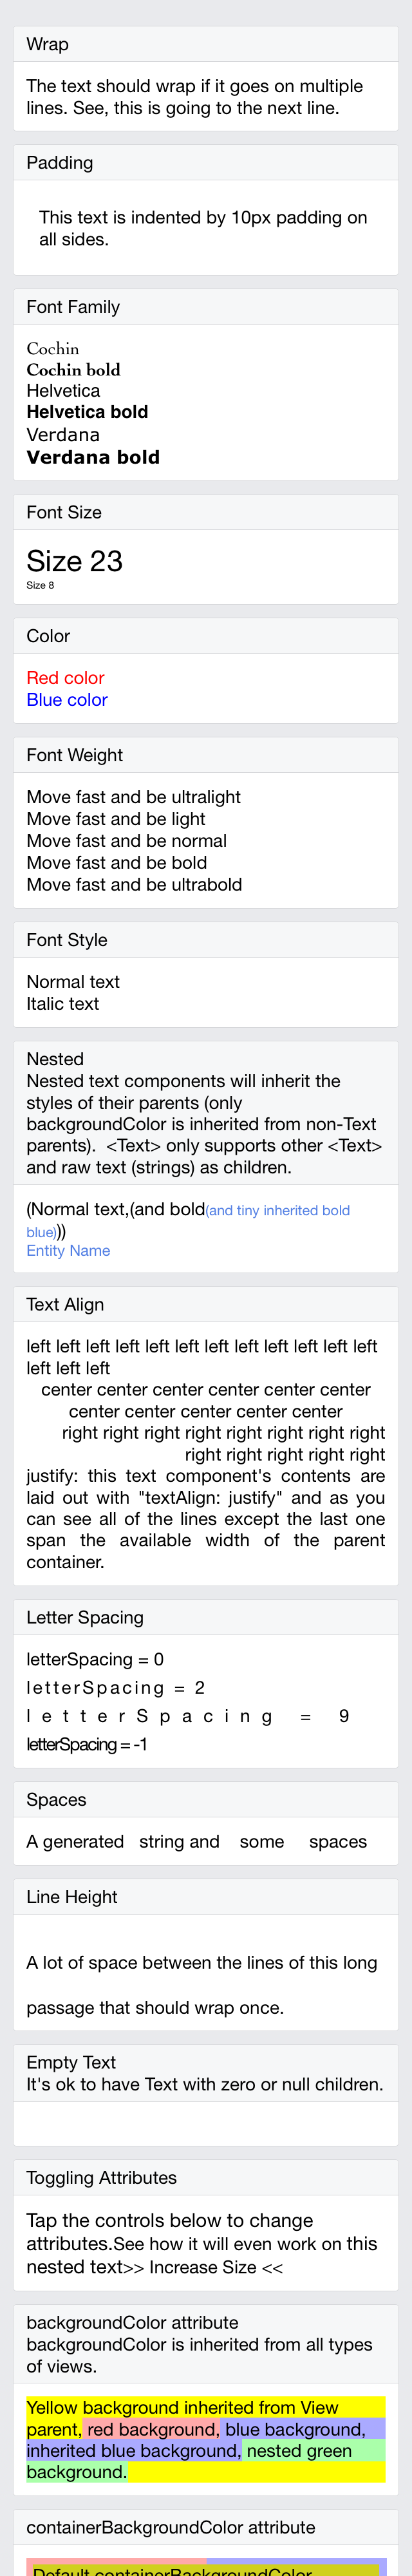 Wrap
The text should wrap if it goes on multiple
lines. See, this is going to the next line.
Padding
This text is indented by 10px padding on
all sides.
Font Family
Cochin
Cochin bold
Helvetica
Helvetica bold
Verdana
Verdana bold
Font Size
Size 23
Size 8
Color
Red color
Blue color
Font Weight
Move fast and be ultralight
Move fast and be light
Move fast and be normal
Move fast and be bold
Move fast and be ultrabold
Font Style
Normal text
Italic text
Nested
Nested text components will inherit the
styles of their parents (only
backgroundColor is inherited from non-Text
parents).  <Text> only supports other <Text>
and raw text (strings) as children.
(Normal text,(and bold(and tiny inherited bold
blue)))
Entity Name
Text Align
left left left left left left left left left left left left
left left left
center center center center center center
center center center center center
right right right right right right right right
right right right right right
justify: this text component's contents are
laid out with "textAlign: justify" and as you
can see all of the lines except the last one
span the available width of the parent
container.
Letter Spacing
letterSpacing = 0
letterSpacing = 2
letterSpacing = 9
letterSpacing = -1
Spaces
A generated   string and    some     spaces
Line Height
A lot of space between the lines of this long
passage that should wrap once.
Empty Text
It's ok to have Text with zero or null children.
Toggling Attributes
Tap the controls below to change
attributes.See how it will even work on this
nested text>> Increase Size <<
backgroundColor attribute
backgroundColor is inherited from all types
of views.
Yellow background inherited from View
parent, red background, blue background,
inherited blue background, nested green
background.
containerBackgroundColor attribute
Default containerBackgroundColor